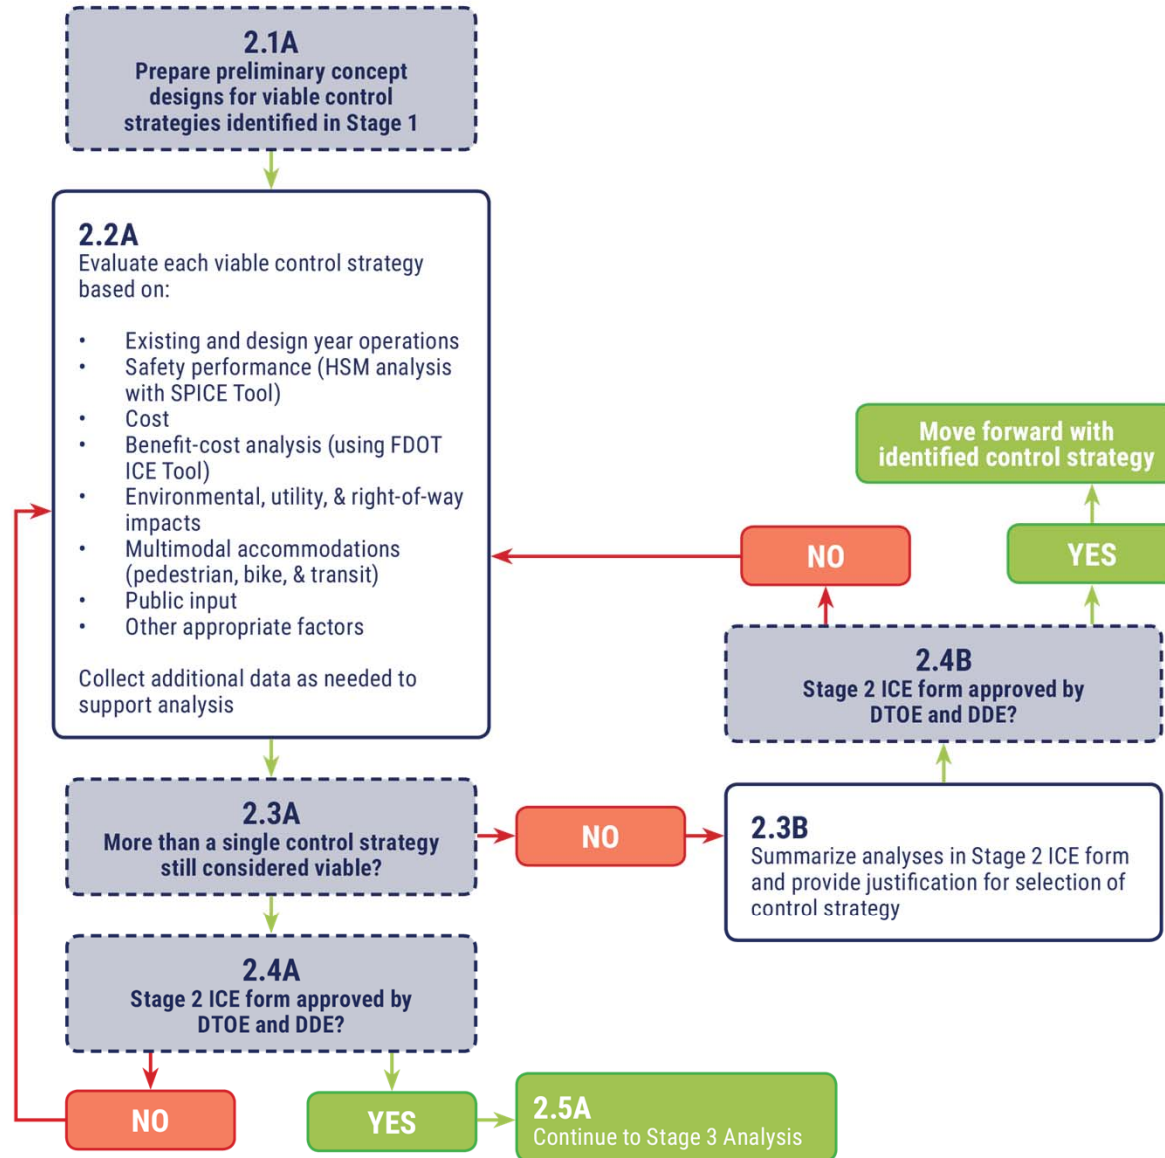 2.1A
Prepare preliminary concept
designs for viable control
strategies identified in Stage 1
2.2A
Evaluate each viable control strategy
based on:
• Existing and design year operations
• Safety performance (HSM analysis
with SPICE Tool)
• Cost
• Benefit-cost analysis (using FDOT
ICE Tool)
• Environmental, utility, & right-of-way
impacts
• Multimodal accommodations
(pedestrian, bike, & transit)
• Public input
• Other appropriate factors
Collect additional data as needed to
support analysis
2.3A
More than a single control strategy
still considered viable?
NO
2.3B
Summarize analyses in Stage 2 ICE form
and provide justification for selection of
control strategy
2.4B
Stage 2 ICE form approved by
DTOE and DDE?
NO
YES
Move forward with
identified control strategy
2.4A
Stage 2 ICE form approved by
DTOE and DDE?
NO
YES
2.5A
Continue to Stage 3 Analysis